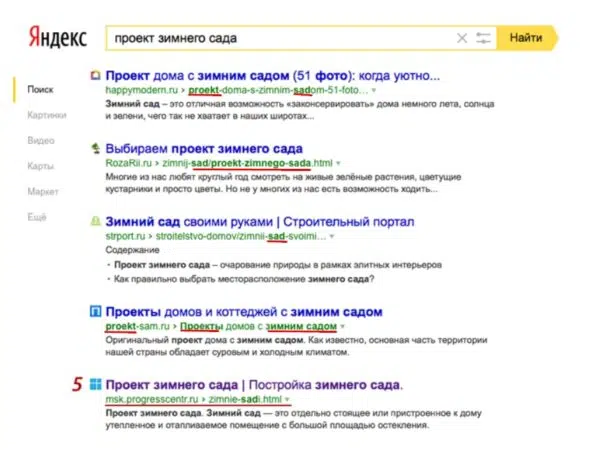 Яндекс
проект зимнего сада
Найти
Поиск
Картинки
Видео
Карты
Маркет
Ещё
Проект дома с зимним садом (51 фото): когда уютно...
happymodern.ru › proekt-doma-s-zimnim-sadom-51-foto…
Зимний сад – это отличная возможность «законсервировать» дома немного лета, солнца
и зелени, чего так не хватает в наших широтах...
Выбираем проект зимнего сада
RozaRii.ru › zimnij-sad/proekt-zimnego-sada.html
Многие из нас любят круглый год смотреть на живые зелёные растения, цветущие
кустарники и просто цветы. Но не у многих из нас есть возможность ходить...
Зимний сад своими руками | Строительный портал
strport.ru › stroitelstvo-domov/zimnii-sad-svoimi…
Содержание
• Проект зимнего сада – очарование природы в рамках элитных интерьеров
• Как правильно выбрать месторасположение зимнего сада?
Проекты домов и коттеджей с зимним садом
proekt-sam.ru › Проекты домов с зимним садом
Оригинальный проект дома с зимним садом. Как известно, основная часть территории
нашей страны обладает суровым и холодным климатом.
5
Проект зимнего сада | Постройка зимнего сада.
msk.progresscentr.ru › zimnie-sadi.html
Проект зимнего сада. Зимний сад — это отдельно стоящее или пристроенное к дому
утепленное и отапливаемое помещение с большой площадью остекления.